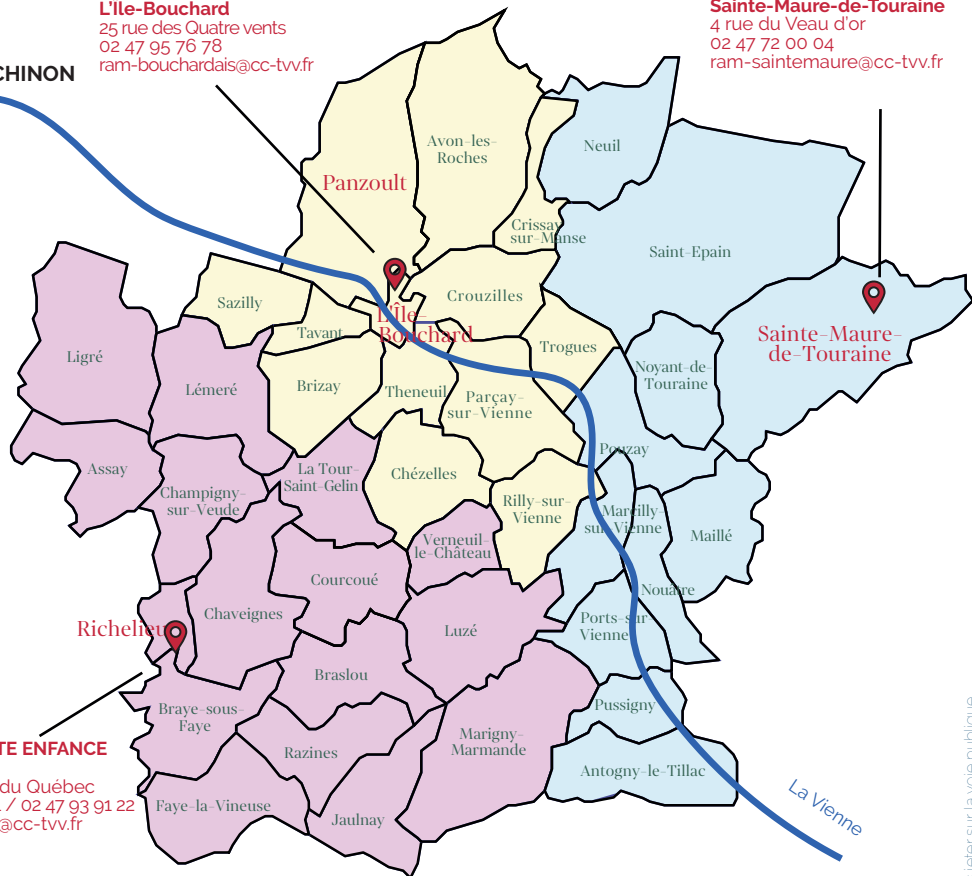 L'Ile-Bouchard
25 rue des Quatre vents
02 47 95 76 78
ram-bouchardais@cc-tvv.fr
Sainte-Maure-de-Touraine
4 rue du Veau d'or
02 47 72 00 04
ram-saintemaure@cc-tvv.fr
CHINON
Neuil
Avon-les-
Roches
Panzoult
Crissay
sur-Manse
Saint-Epain
Sazilly
Crouzilles
L'Île-
Bouchard
Tavant
Trogues
Sainte-Maure-
de-Touraine
Ligré
Lémeré
Brizay
Theneuil
Parçay-
sur-Vienne
Noyant-de-
Touraine
Pouzay
Assay
La Tour-
Saint-Gelin
Chézelles
Champigny-
sur-Veude
Rilly-sur-
Vienne
Marcilly-
sur-Vienne
Maillé
Verneuil-
le-Château
Courcoué
Nouâtre
Chaveignes
Richelieu
Luzé
Ports-sur-
Vienne
Braslou
Braye-sous-
Faye
Pussigny
Marigny-
Marmande
Razines
Antogny-le-Tillac
Faye-la-Vineuse
Jaulnay
La Vienne
TE ENFANCE
du Québec
/ 02 47 93 91 22
@cc-tvv.fr
jeter sur la voie publique